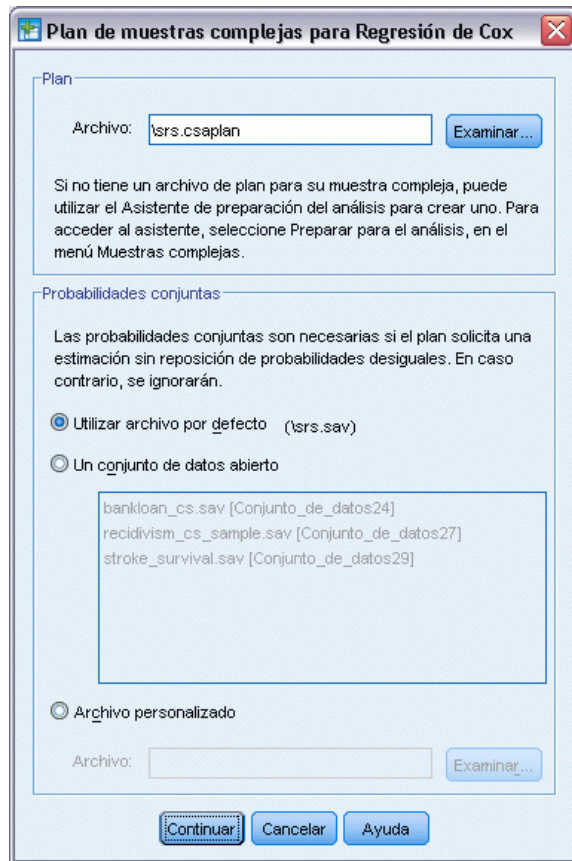 Plan de muestras complejas para Regresión de Cox
Plan
Archivo: \srs.csaplan Examinar...
Si no tiene un archivo de plan para su muestra compleja, puede
utilizar el Asistente de preparación del análisis para crear uno. Para
acceder al asistente, seleccione Preparar para el análisis, en el
menú Muestras complejas.
Probabilidades conjuntas
Las probabilidades conjuntas son necesarias si el plan solicita una
estimación sin reposición de probabilidades desiguales. En caso
contrario, se ignorarán.
Utilizar archivo por defecto (\srs.sav)
Un conjunto de datos abierto
bankloan_cs.sav [Conjunto_de_datos24]
recidivism_cs_sample.sav [Conjunto_de_datos27]
stroke_survival.sav [Conjunto_de_datos29]
Archivo personalizado
Archivo: Examinar...
Continuar Cancelar Ayuda